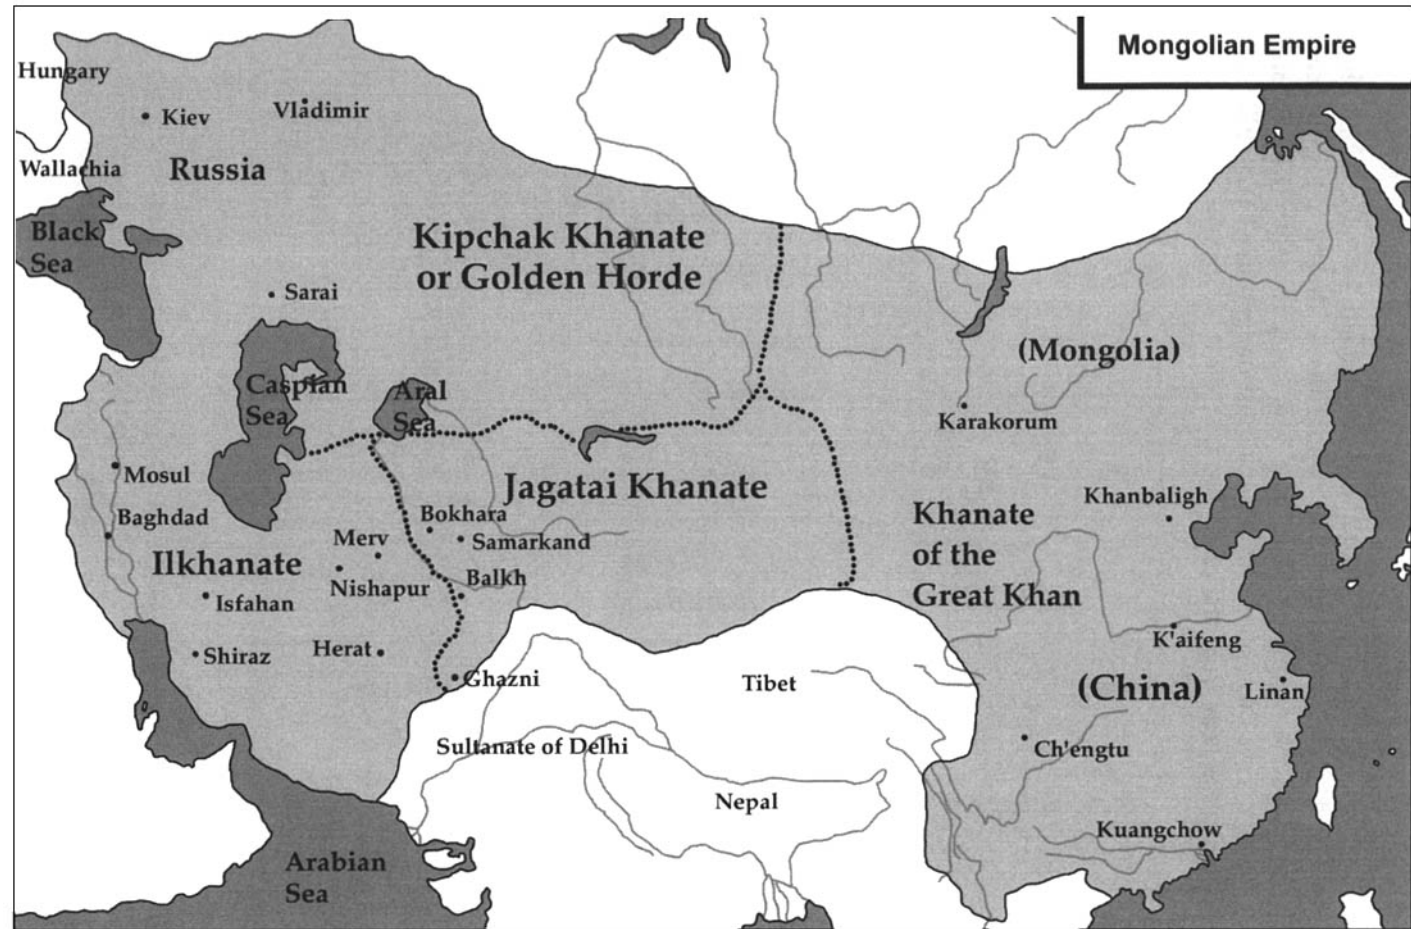 Mongolian Empire
Hungary
Kiev
Vladimir
Wallachia
Russia
Black
Sea
Kipchak Khanate
or Golden Horde
Sarai
(Mongolia)
Caspian
Sea
Aral
Sea
Karakorum
Mosul
Jagatai Khanate
Khanbaligh
Baghdad
Bokhara
Khanate
of the
Great Khan
Merv
Samarkand
Ilkhanate
Nishapur
Balkh
Isfahan
K'aifeng
Shiraz
Herat
Ghazni
Tibet
(China)
Linan
Sultanate of Delhi
Ch'engtu
Nepal
Kuangchow
Arabian
Sea